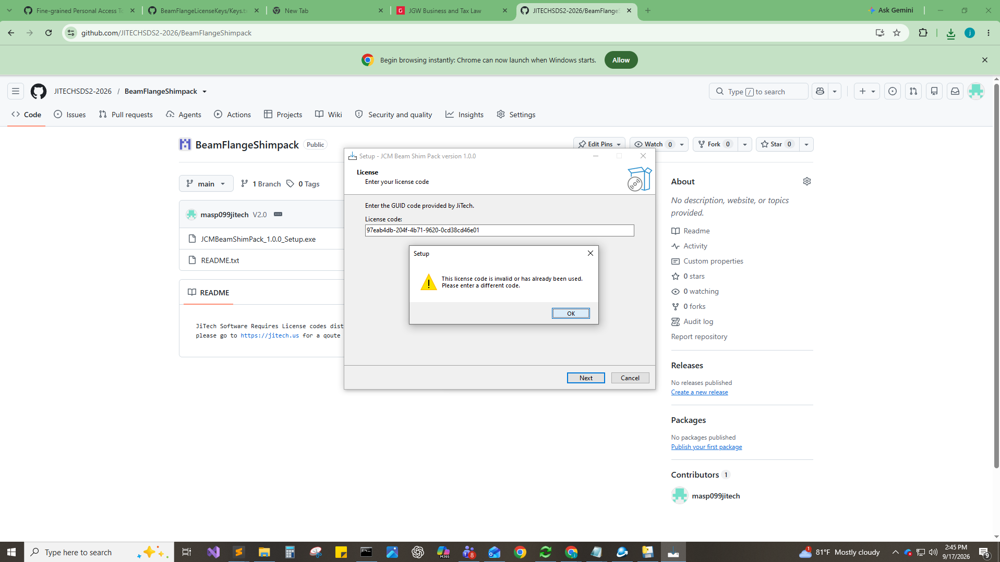 Fine-grained Personal Access To
BeamFlangeLicenseKeys/Keys.tx
New Tab
JGW Business and Tax Law
JITECHSDS2-2026/BeamFlangeS
Ask Gemini
github.com/JITECHSDS2-2026/BeamFlangeShimpack
j
Begin browsing instantly: Chrome can now launch when Windows starts.
Allow
JITECHSDS2-2026 / BeamFlangeShimpack
Type / to search
Code
Issues
Pull requests
Agents
Actions
Projects
Wiki
Security and quality
Insights
Settings
BeamFlangeShimpack Public
Edit Pins
Watch 0
Fork 0
Star 0
main
1 Branch
0 Tags
masp099jitech V2.0
JCMBeamShimPack_1.0.0_Setup.exe
README.txt
README
JiTech Software Requires License codes dist
please go to https://jitech.us for a qoute
Setup - JCM Beam Shim Pack version 1.0.0
License
Enter your license code
Enter the GUID code provided by JiTech.
License code:
97eab4db-204f-4b71-9620-0cd38cd46e01
Setup
This license code is invalid or has already been used.
Please enter a different code.
OK
Next
Cancel
About
No description, website, or topics
provided.
Readme
Activity
Custom properties
0 stars
0 watching
0 forks
Audit log
Report repository
Releases
No releases published
Create a new release
Packages
No packages published
Publish your first package
Contributors 1
masp099jitech
Type here to search
M365
8
j
1
81°F Mostly cloudy
2:45 PM
9/17/2026
9